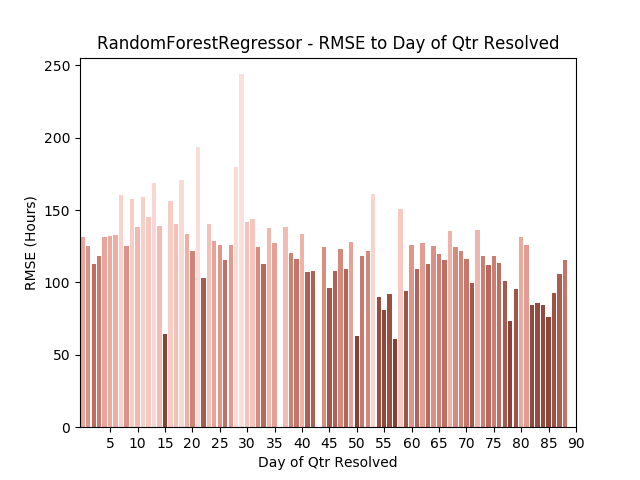 RandomForestRegressor - RMSE to Day of Qtr Resolved
250
200
150
100
50
0
RMSE (Hours)
5 10 15 20 25 30 35 40 45 50 55 60 65 70 75 80 85 90
Day of Qtr Resolved